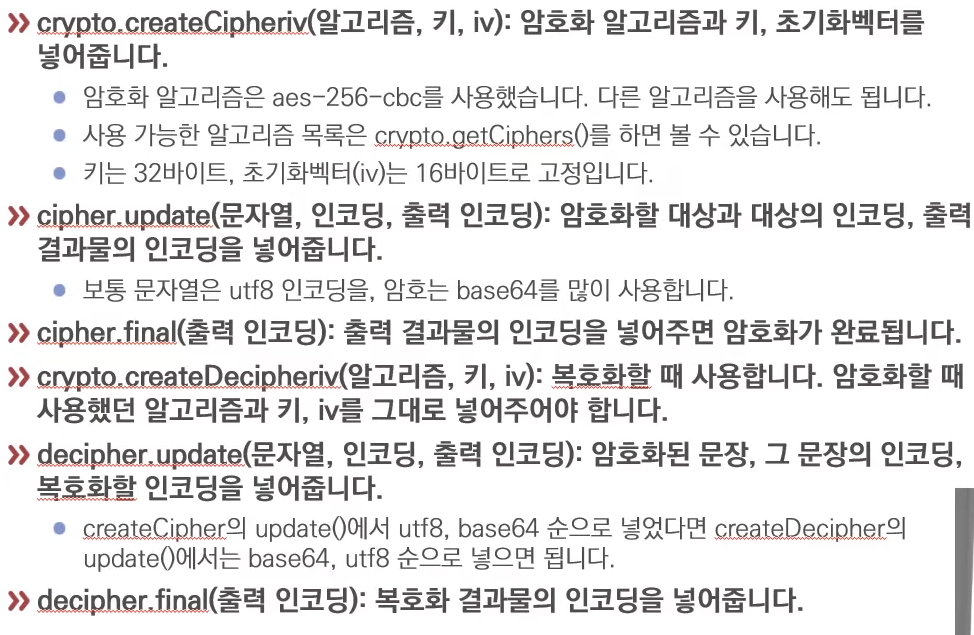 crypto.createCipheriv(알고리즘, 키, iv): 암호화 알고리즘과 키, 초기화벡터를
넣어줍니다.
암호화 알고리즘은 aes-256-cbc를 사용했습니다. 다른 알고리즘을 사용해도 됩니다.
사용 가능한 알고리즘 목록은 crypto.getCiphers()를 하면 볼 수 있습니다.
키는 32바이트, 초기화벡터(iv)는 16바이트로 고정입니다.
cipher.update(문자열, 인코딩, 출력 인코딩): 암호화할 대상과 대상의 인코딩, 출력
결과물의 인코딩을 넣어줍니다.
보통 문자열은 utf8 인코딩을, 암호는 base64를 많이 사용합니다.
cipher.final(출력 인코딩): 출력 결과물의 인코딩을 넣어주면 암호화가 완료됩니다.
crypto.createDecipheriv(알고리즘, 키, iv): 복호화할 때 사용합니다. 암호화할 때
사용했던 알고리즘과 키, iv를 그대로 넣어주어야 합니다.
decipher.update(문자열, 인코딩, 출력 인코딩): 암호화된 문장, 그 문장의 인코딩,
복호화할 인코딩을 넣어줍니다.
createCipher의 update()에서 utf8, base64 순으로 넣었다면 createDecipher의
update()에서는 base64, utf8 순으로 넣으면 됩니다.
decipher.final(출력 인코딩): 복호화 결과물의 인코딩을 넣어줍니다.